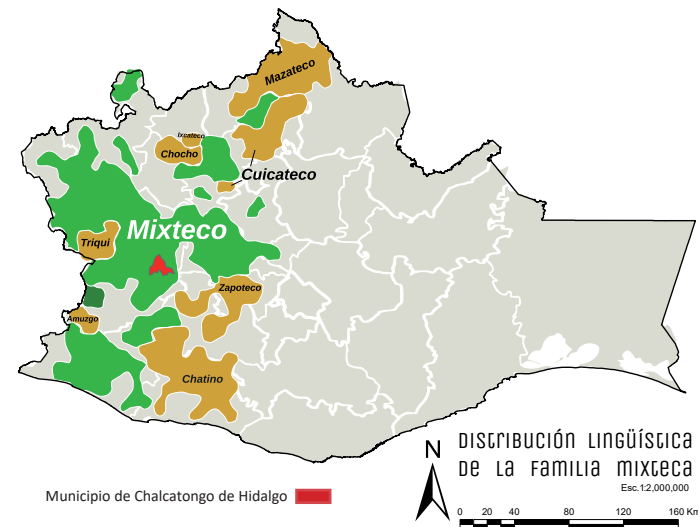 Mazateco
Ixcateco
Chocho
Cuicateco
Mixteco
Triqui
Zapoteco
Amuzgo
Chatino
N
DISTRIBUCIÓN LINGÜÍSTICA
DE LA FAMILIA MIXTECA
Esc.1:2,000,000
Municipio de Chalcatongo de Hidalgo
0 20 40 80 120 160 Km